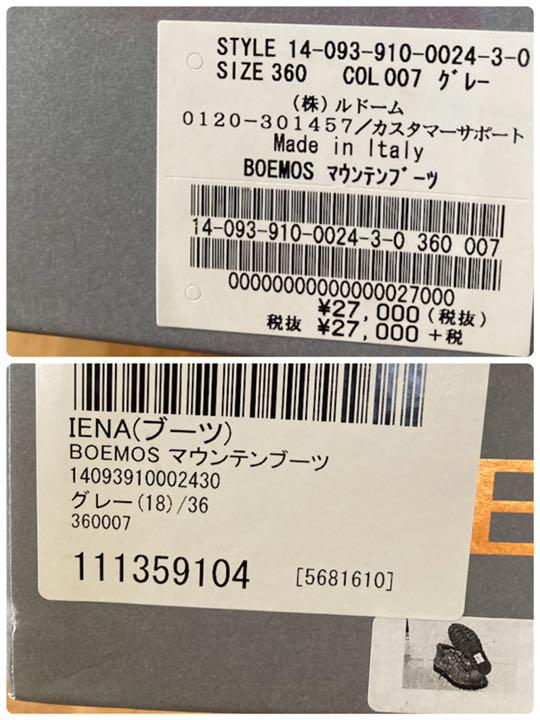 STYLE 14-093-910-0024-3-0
SIZE 360 COL 007 グレー
(株)ルドーム
0120-301457/カスタマーサポート
Made in Italy
BOEMOS マウンテンブーツ
14-093-910-0024-3-0 360 007
00000000000000027000
¥27,000(税抜)
税抜 ¥27,000+税
IENA(ブーツ)
BOEMOS マウンテンブーツ
14093910002430
グレー(18)/36
360007
111359104 [5681610]
E